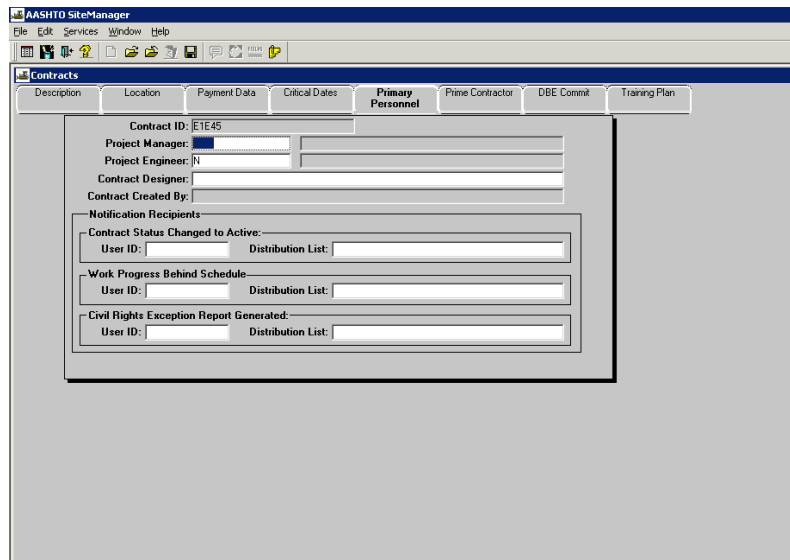 AASHTO SiteManager
File Edit Services Window Help
Contracts
Description Location Payment Data Critical Dates Primary Personnel Prime Contractor DBE Commit Training Plan
Contract ID: E1E45
Project Manager:
Project Engineer: N
Contract Designer:
Contract Created By:
Notification Recipients
Contract Status Changed to Active:
User ID: Distribution List:
Work Progress Behind Schedule
User ID: Distribution List:
Civil Rights Exception Report Generated:
User ID: Distribution List: